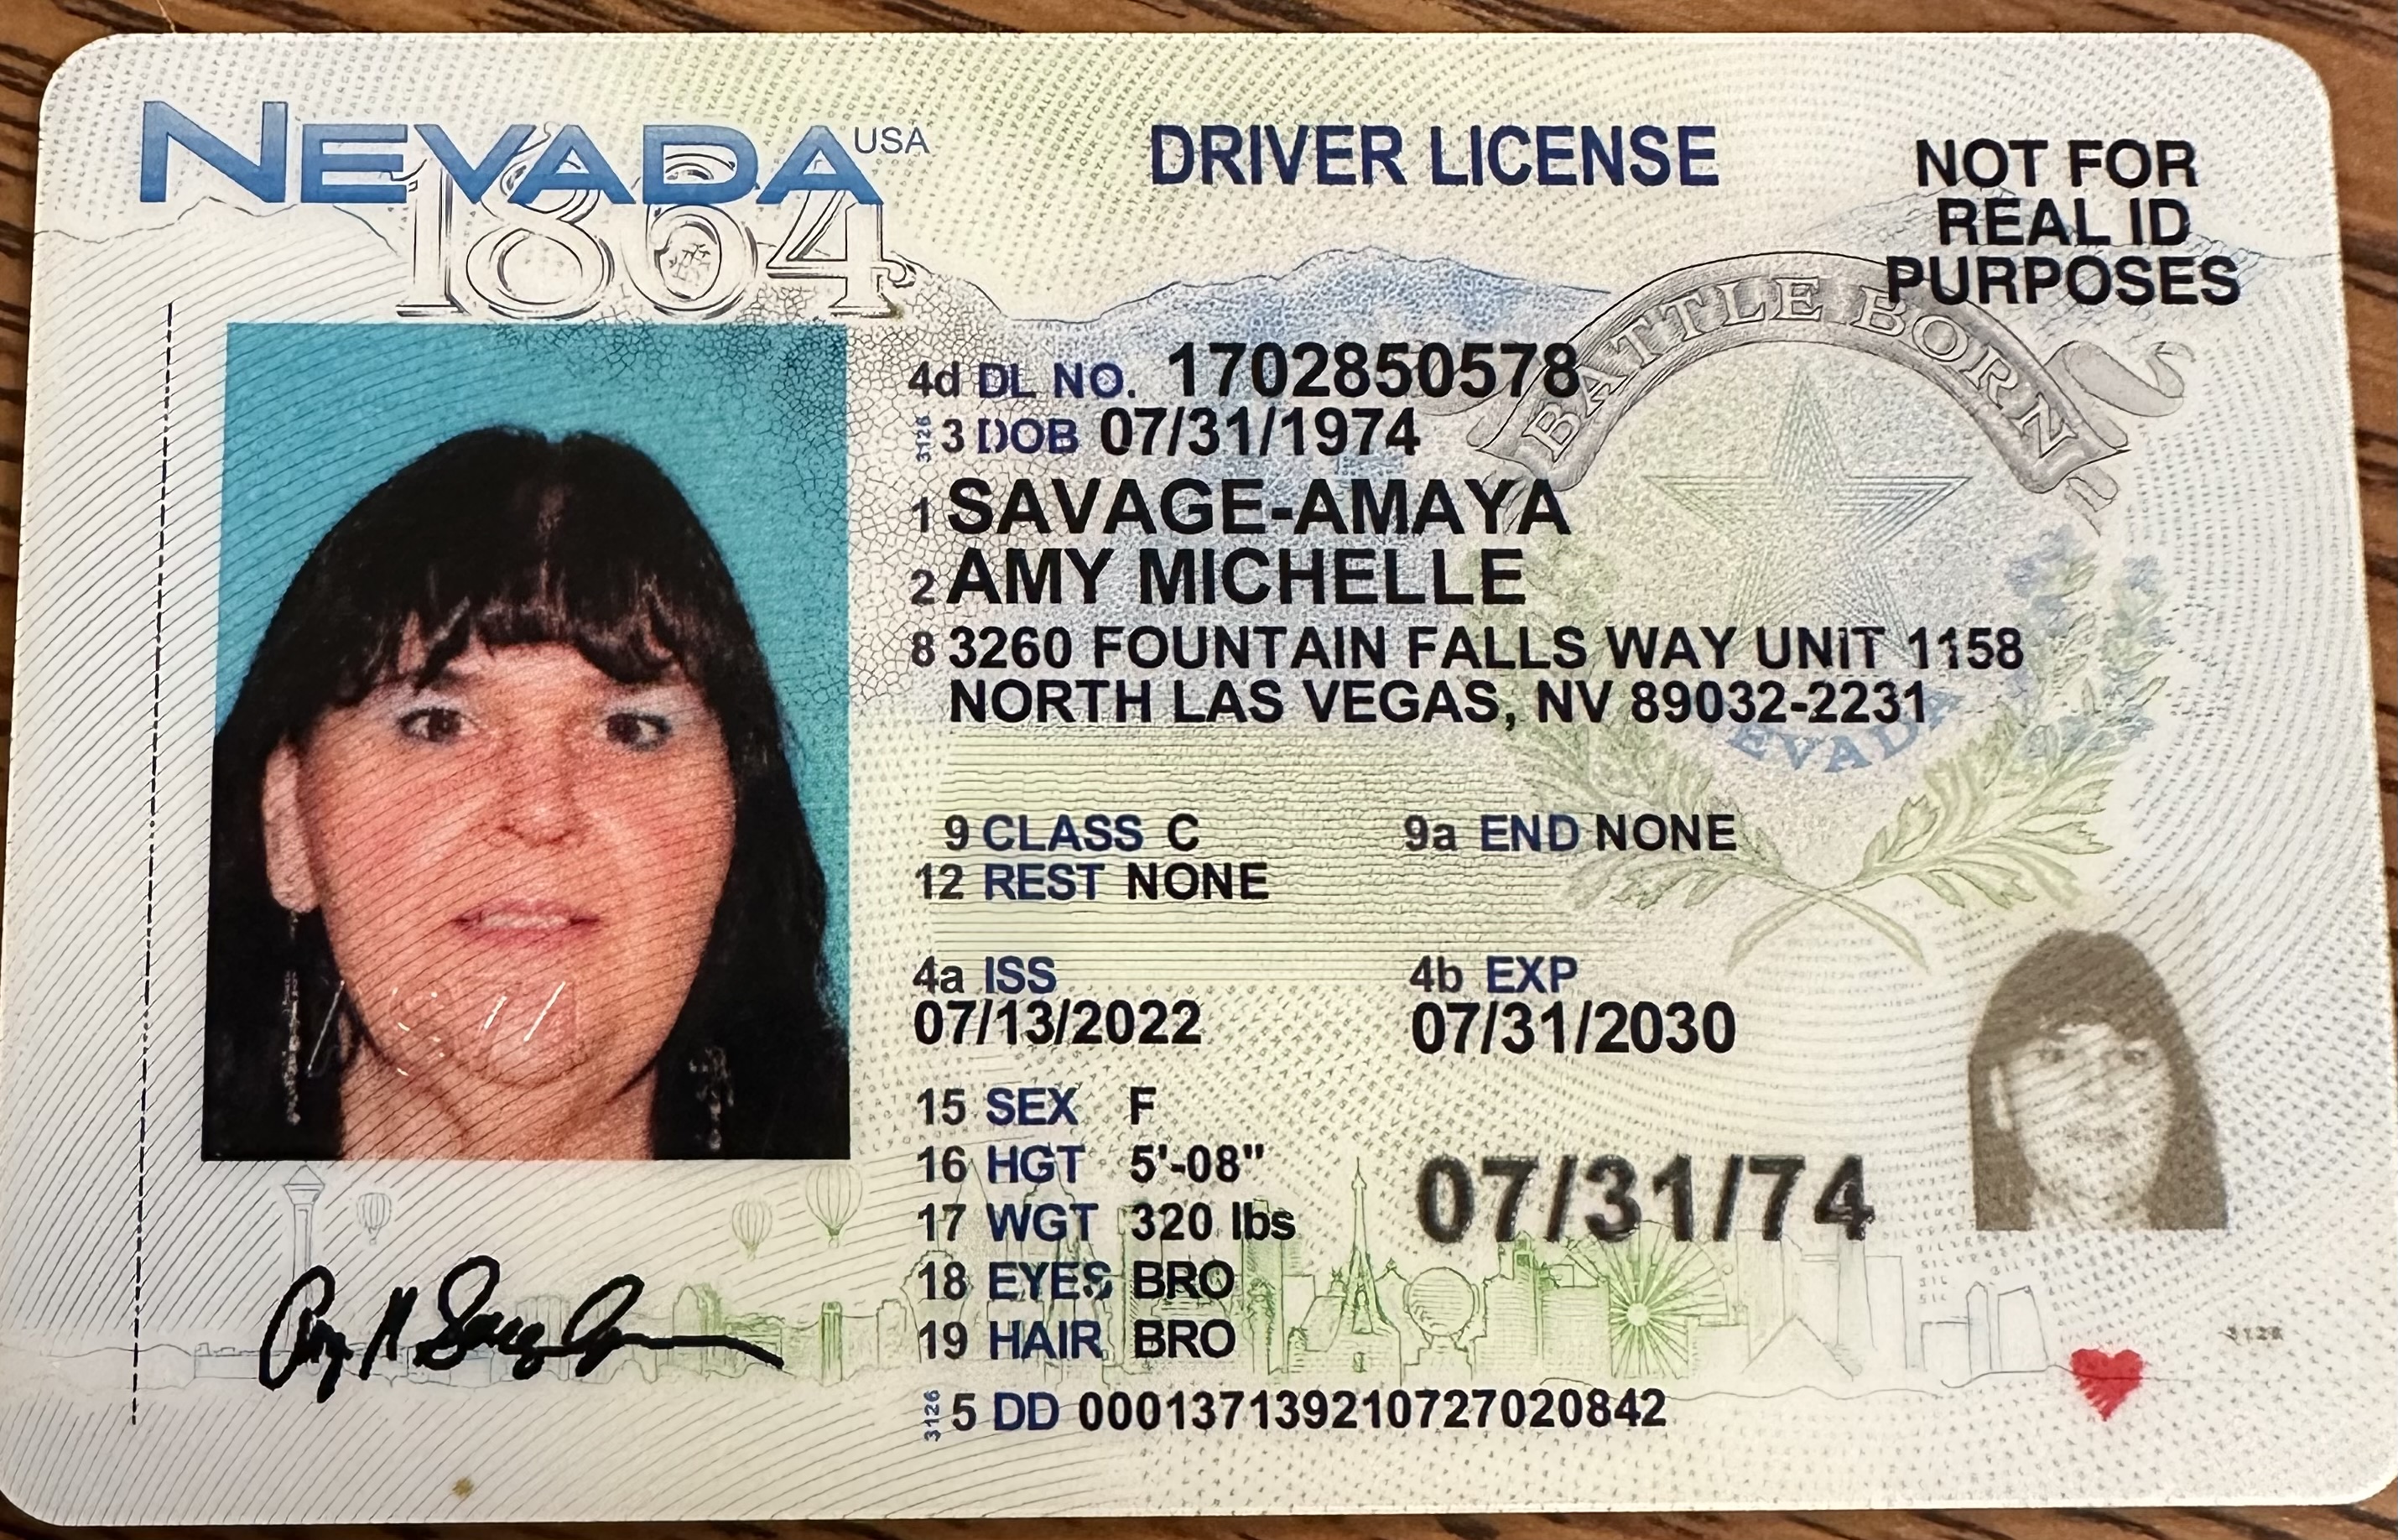 NEVADA USA
1864
DRIVER LICENSE
NOT FOR
REAL ID
PURPOSES
BATTLE BORN
4d DL NO. 1702850578
3126
3 DOB 07/31/1974
1 SAVAGE-AMAYA
2 AMY MICHELLE
8 3260 FOUNTAIN FALLS WAY UNIT 1158
NORTH LAS VEGAS, NV 89032-2231
NEVADA
9 CLASS C 9a END NONE
12 REST NONE
4a ISS 4b EXP
07/13/2022 07/31/2030
15 SEX F
16 HGT 5'-08"
17 WGT 320 lbs
07/31/74
18 EYES BRO
19 HAIR BRO
3126
3126
5 DD 000137139210727020842